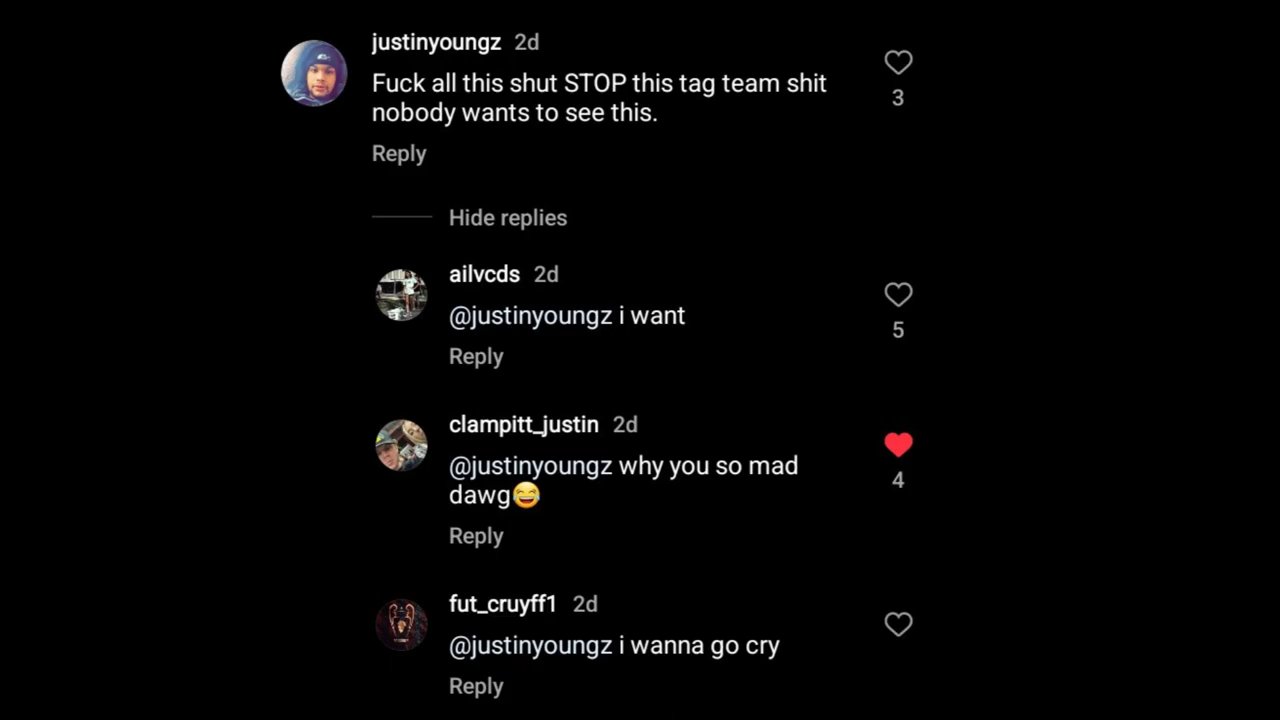 justinyoungz 2d
Fuck all this shut STOP this tag team shit
3
nobody wants to see this.
Reply
Hide replies
ailvcds 2d
@justinyoungz i want
5
Reply
clampitt_justin 2d
@justinyoungz why you so mad
dawg😂
4
Reply
fut_cruyff1 2d
@justinyoungz i wanna go cry
Reply